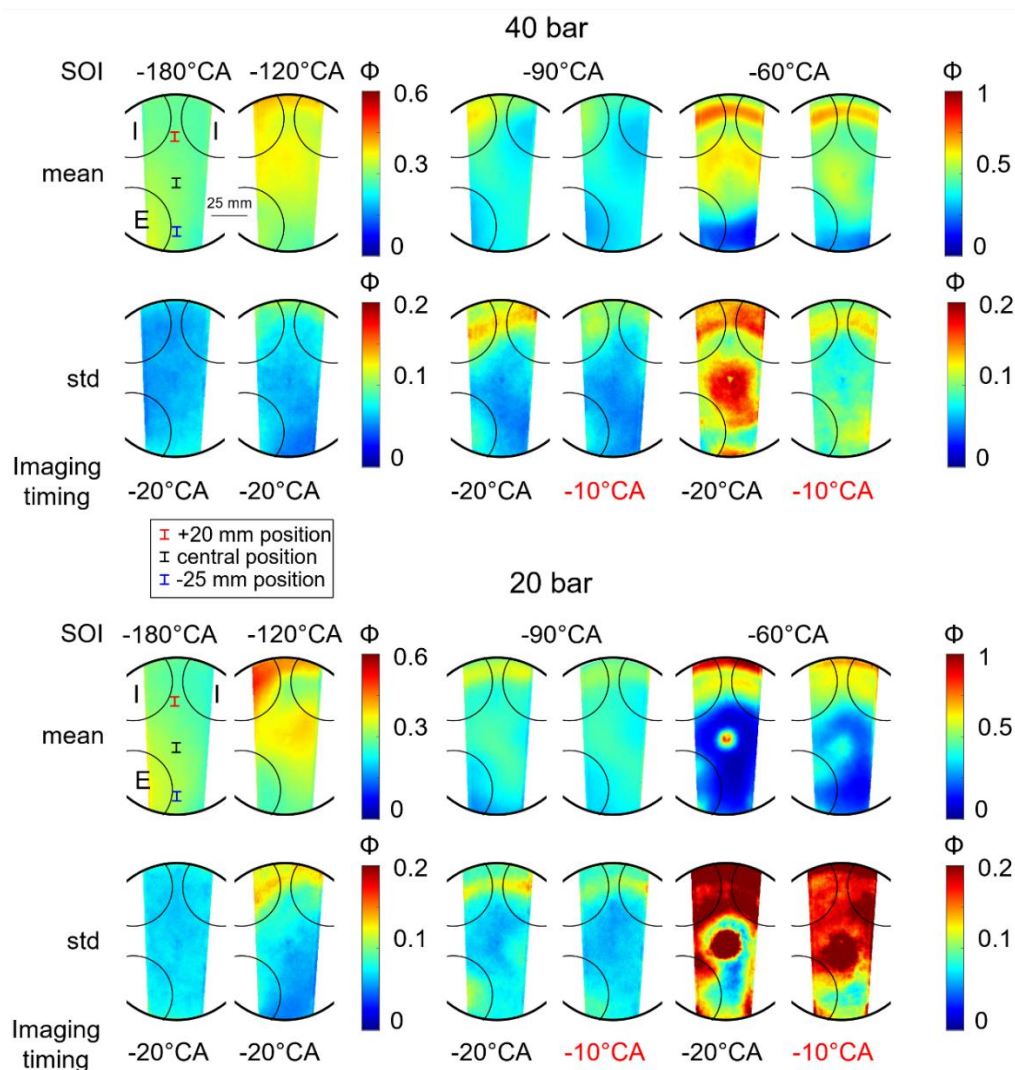 40 bar
SOI -180°CA -120°CA Φ -90°CA -60°CA Φ
0.6 1
I I
mean 0.3 0.5
25 mm
E
0 0
Φ Φ
0.2 0.2
std 0.1 0.1
0 0
Imaging
timing -20°CA -20°CA -20°CA -10°CA -20°CA -10°CA
+20 mm position
central position
-25 mm position
20 bar
SOI -180°CA -120°CA Φ -90°CA -60°CA Φ
0.6 1
I I
mean 0.3 0.5
E
0 0
Φ Φ
0.2 0.2
std 0.1 0.1
0 0
Imaging
timing -20°CA -20°CA -20°CA -10°CA -20°CA -10°CA